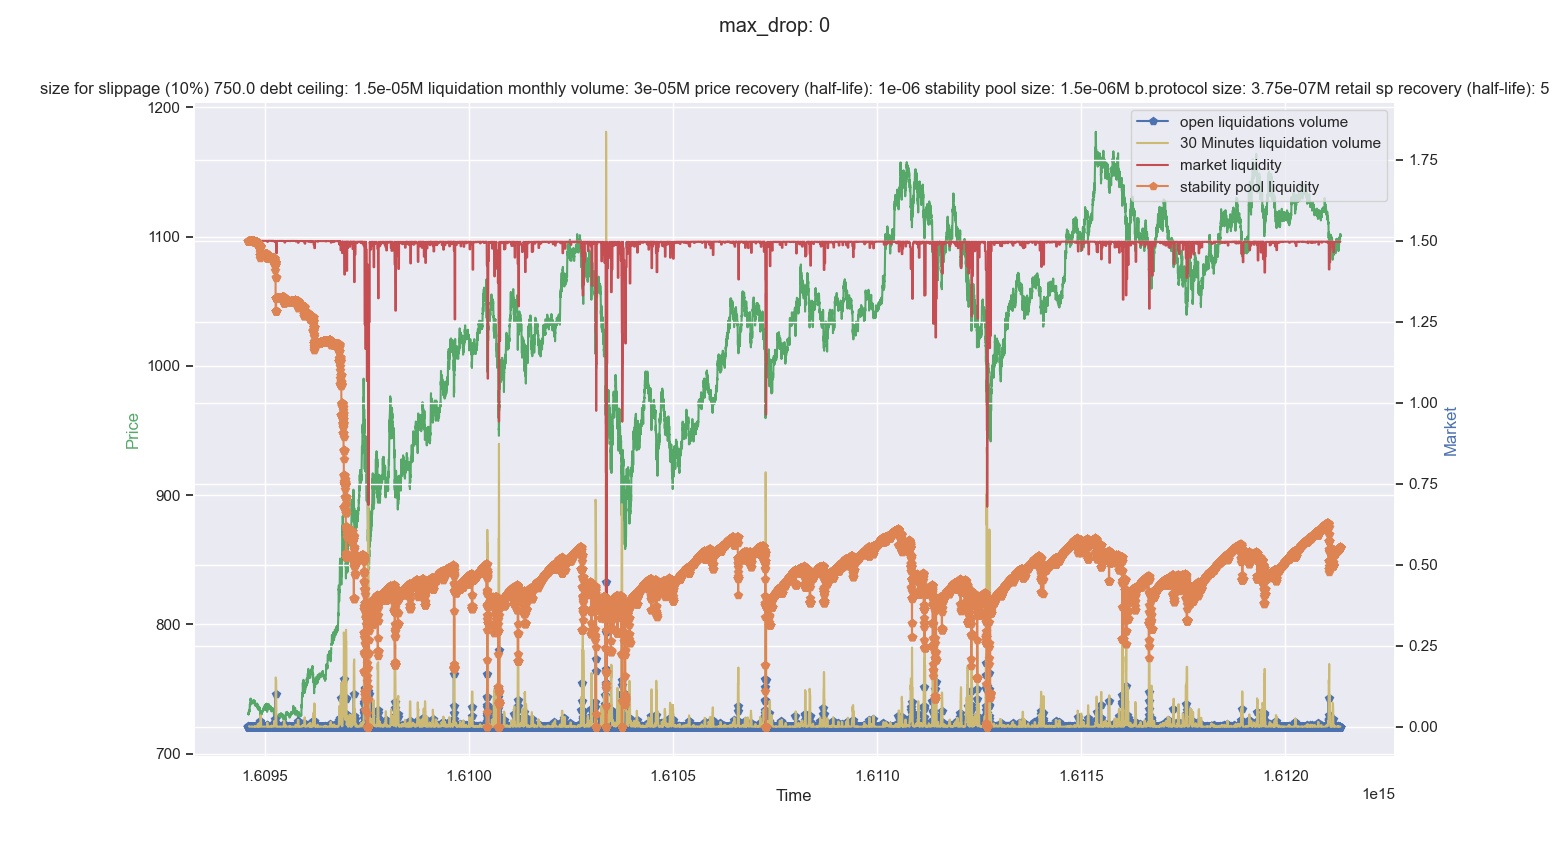 max_drop: 0
size for slippage (10%) 750.0 debt ceiling: 1.5e-05M liquidation monthly volume: 3e-05M price recovery (half-life): 1e-06 stability pool size: 1.5e-06M b.protocol size: 3.75e-07M retail sp recovery (half-life): 5
open liquidations volume
30 Minutes liquidation volume
market liquidity
stability pool liquidity
1200
1100
1000
900
800
700
Price
1.75
1.50
1.25
1.00
0.75
0.50
0.25
0.00
Market
1.6095
1.6100
1.6105
1.6110
1.6115
1.6120
Time
1e15